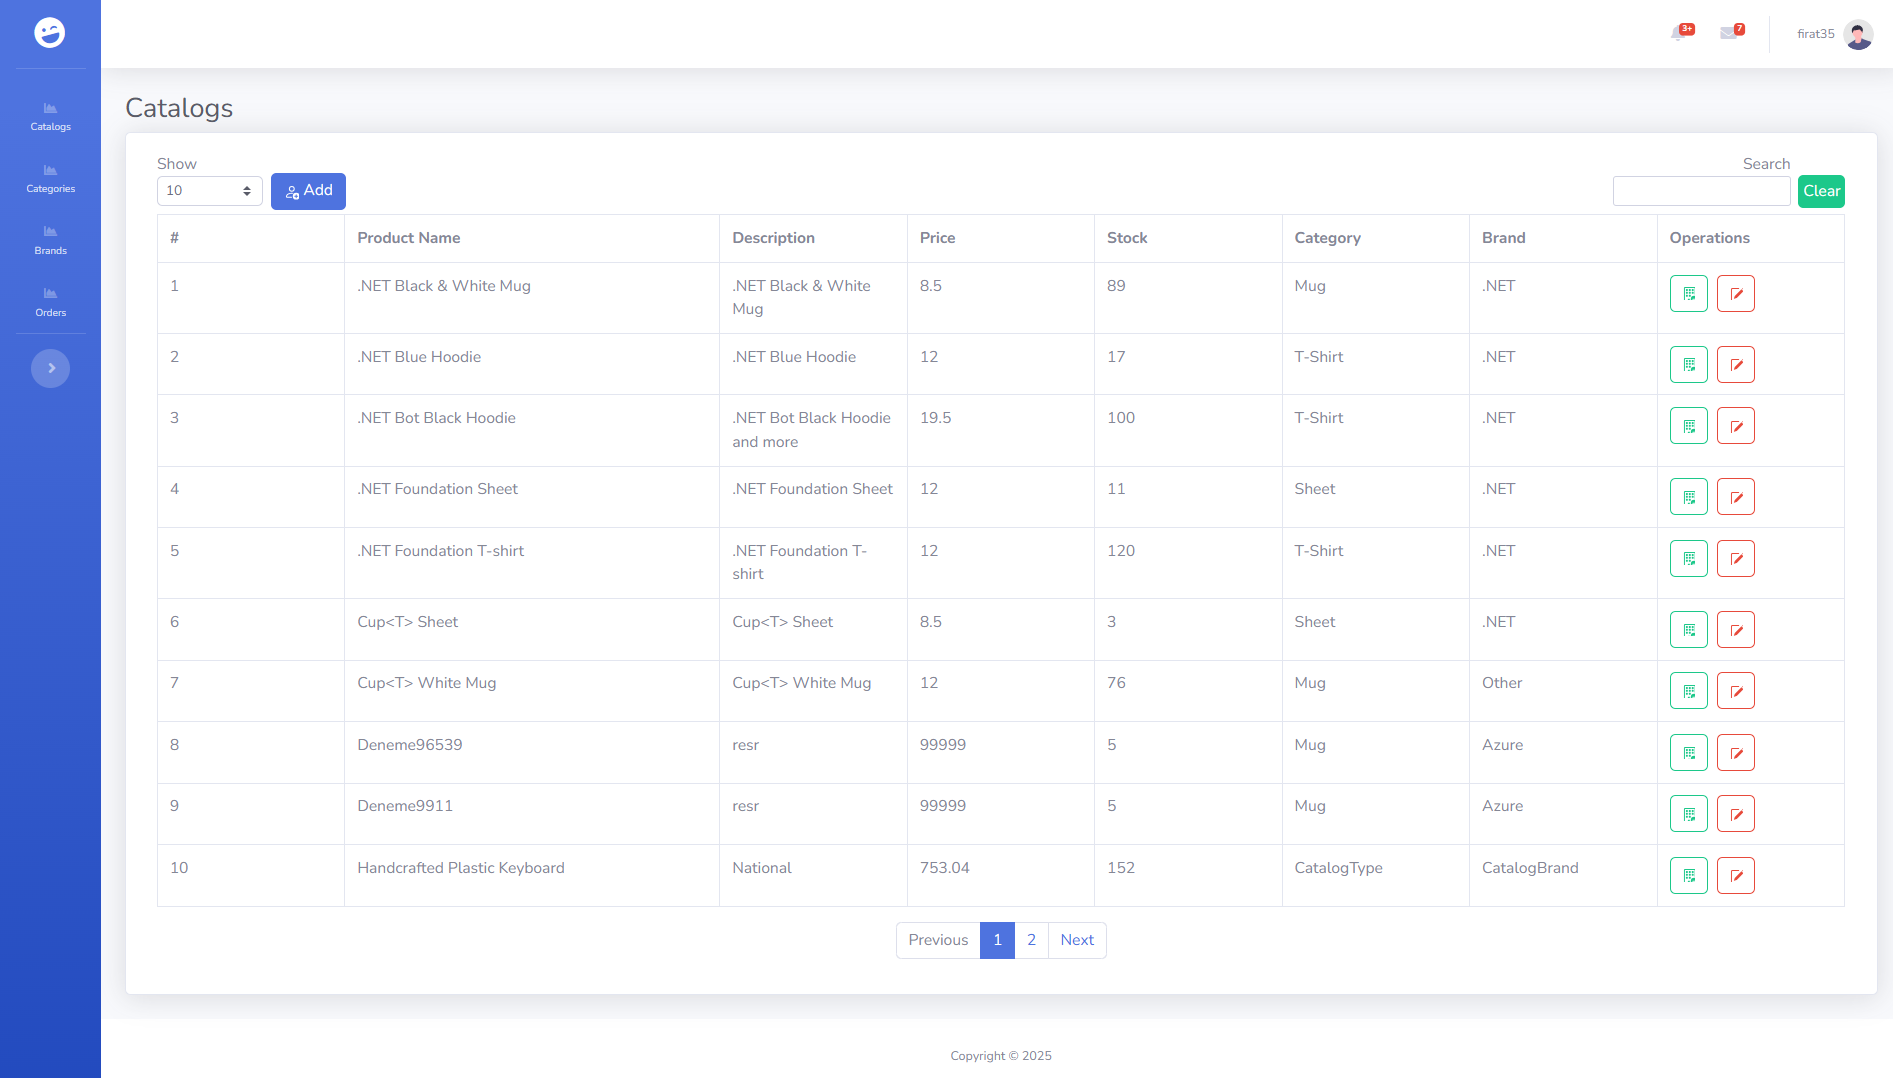 3+
7
firat35
Catalogs
Categories
Brands
Orders
Catalogs
Show
Search
10
Add
Clear
# Product Name Description Price Stock Category Brand Operations
1 .NET Black & White Mug .NET Black & White 8.5 89 Mug .NET
Mug
2 .NET Blue Hoodie .NET Blue Hoodie 12 17 T-Shirt .NET
3 .NET Bot Black Hoodie .NET Bot Black Hoodie 19.5 100 T-Shirt .NET
and more
4 .NET Foundation Sheet .NET Foundation Sheet 12 11 Sheet .NET
5 .NET Foundation T-shirt .NET Foundation T- 12 120 T-Shirt .NET
shirt
6 Cup<T> Sheet Cup<T> Sheet 8.5 3 Sheet .NET
7 Cup<T> White Mug Cup<T> White Mug 12 76 Mug Other
8 Deneme96539 resr 99999 5 Mug Azure
9 Deneme9911 resr 99999 5 Mug Azure
10 Handcrafted Plastic Keyboard National 753.04 152 CatalogType CatalogBrand
Previous 1 2 Next
Copyright © 2025